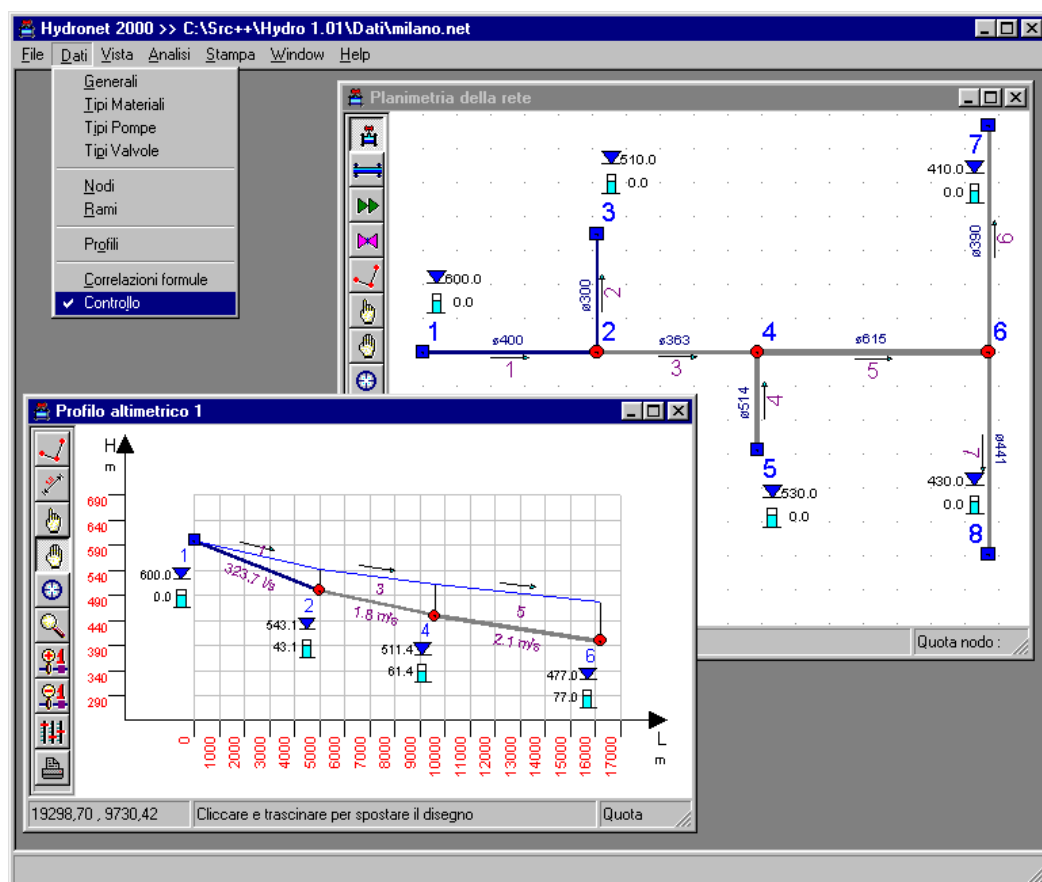 Hydronet 2000 >> C:\Src++\Hydro 1.01\Dati\milano.net
File Dati Vista Analisi Stampa Window Help
Generali
Tipi Materiali
Tipi Pompe
Tipi Valvole
Nodi
Rami
Profili
Correlazioni formule
Controllo
Planimetria della rete
7
510.0
0.0
410.0
0.0
3
ø390
6
600.0
0.0
ø300
2
1
ø400
2
ø363
4
ø615
6
1
3
5
ø514
4
ø441
7
5
530.0
0.0
430.0
0.0
8
Quota nodo :
Profilo altimetrico 1
H
m
690
640
590
540
490
440
390
340
290
1
600.0
0.0
1
323,7 l/s
2
543.1
43.1
3
1.8 m/s
4
511.4
61.4
5
2.1 m/s
6
477.0
77.0
0 1000 2000 3000 4000 5000 6000 7000 8000 9000 10000 11000 12000 13000 14000 15000 16000 17000
L
m
19298,70 , 9730,42 Cliccare e trascinare per spostare il disegno Quota